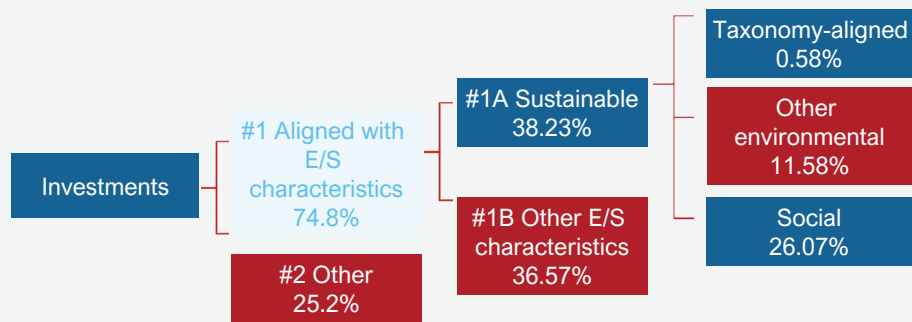 Investments
#1 Aligned with
E/S
characteristics
74.8%
#2 Other
25.2%
#1A Sustainable
38.23%
#1B Other E/S
characteristics
36.57%
Taxonomy-aligned
0.58%
Other
environmental
11.58%
Social
26.07%